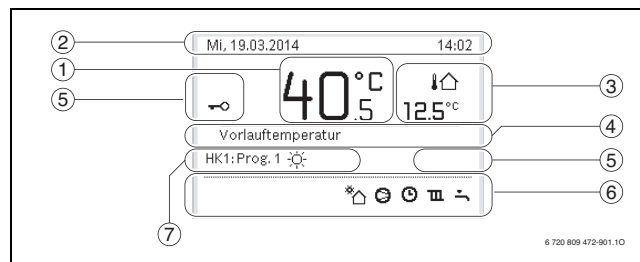 ② Mi, 19.03.2014 14:02
① 40.5°C
⑤ 12.5°C ③
Vorlauftemperatur ④
HK1: Prog. 1 ⑤
⑥
⑦
6 720 809 472-901.1O